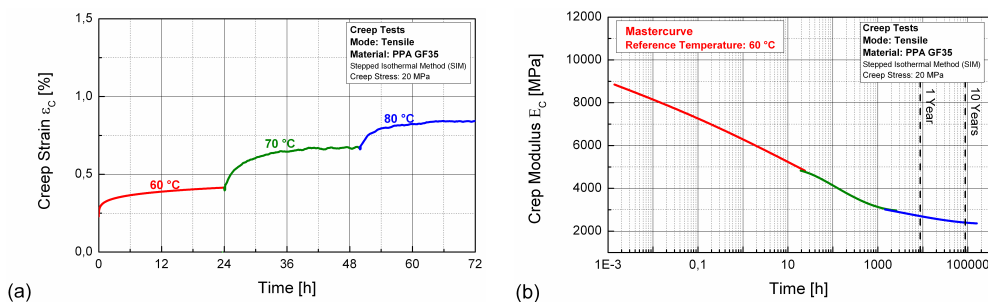 1,5
1,0
0,5
0,0
Creep Strain ε_C [%]
0
12
24
36
48
60
72
Time [h]
60 °C
70 °C
80 °C
Creep Tests
Mode: Tensile
Material: PPA GF35
Stepped Isothermal Method (SIM)
Creep Stress: 20 MPa
(a)
12000
10000
8000
6000
4000
2000
Crep Modulus E_C [MPa]
1E-3
0,1
10
1000
100000
Time [h]
Mastercurve
Reference Temperature: 60 °C
Creep Tests
Mode: Tensile
Material: PPA GF35
Stepped Isothermal Method (SIM)
Creep Stress: 20 MPa
1 Year
10 Years
(b)